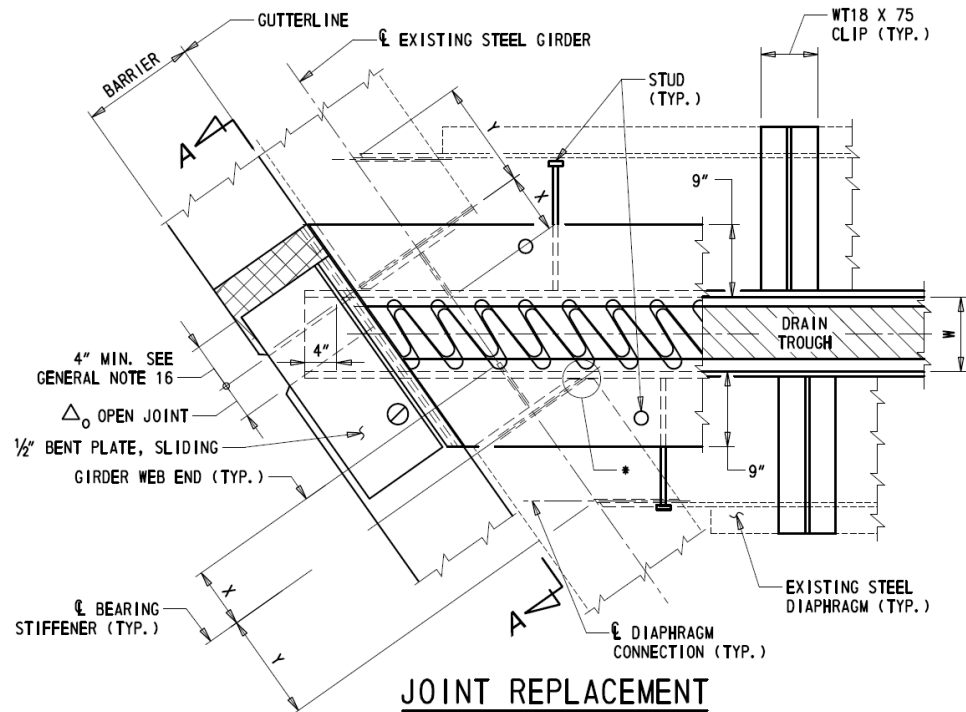 GUTTERLINE
BARRIER
℄ EXISTING STEEL GIRDER
WT18 X 75
CLIP (TYP.)
STUD
(TYP.)
A
Y
X
9"
DRAIN
TROUGH
W
4"
4" MIN. SEE
GENERAL NOTE 16
△o OPEN JOINT
½" BENT PLATE, SLIDING
GIRDER WEB END (TYP.)
*
9"
X
℄ BEARING
STIFFENER (TYP.)
Y
A
℄ DIAPHRAGM
CONNECTION (TYP.)
EXISTING STEEL
DIAPHRAGM (TYP.)
JOINT REPLACEMENT